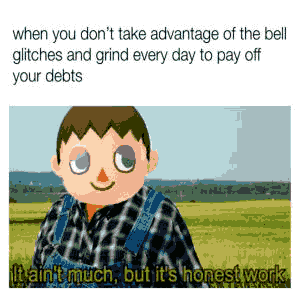 when you don't take advantage of the bell
glitches and grind every day to pay off
your debts
It ain't much, but it's honest work